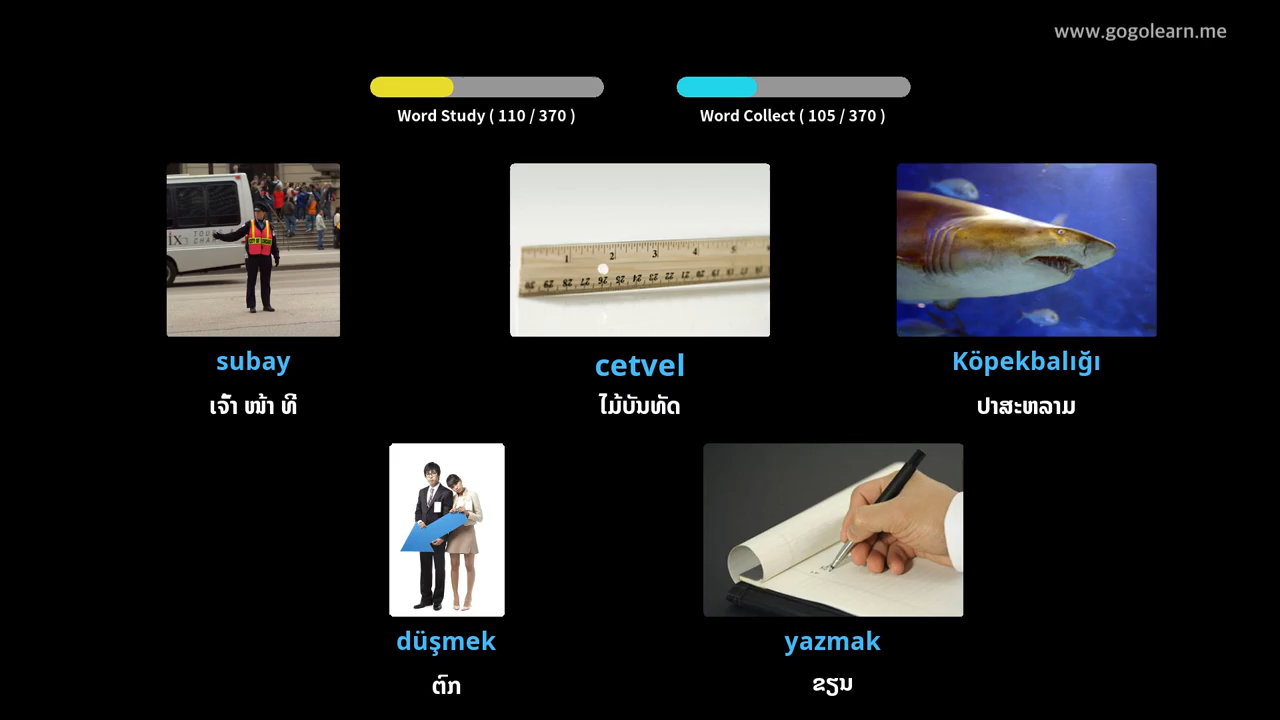 www.gogolearn.me
Word Study ( 110 / 370 )
Word Collect ( 105 / 370 )
subay
ເຈົ້າ ໜ້າ ທີ່
cetvel
ໄມ້ບັນທັດ
Köpekbalığı
ປາສະຫລາມ
düşmek
ຕົກ
yazmak
ຂຽນ